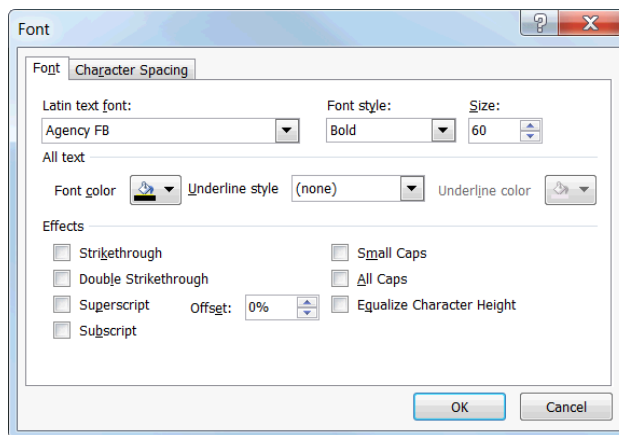 Font
Font Character Spacing
Latin text font: Font style: Size:
Agency FB Bold 60
All text
Font color Underline style (none) Underline color
Effects
Strikethrough Small Caps
Double Strikethrough All Caps
Superscript Offset: 0% Equalize Character Height
Subscript
OK Cancel